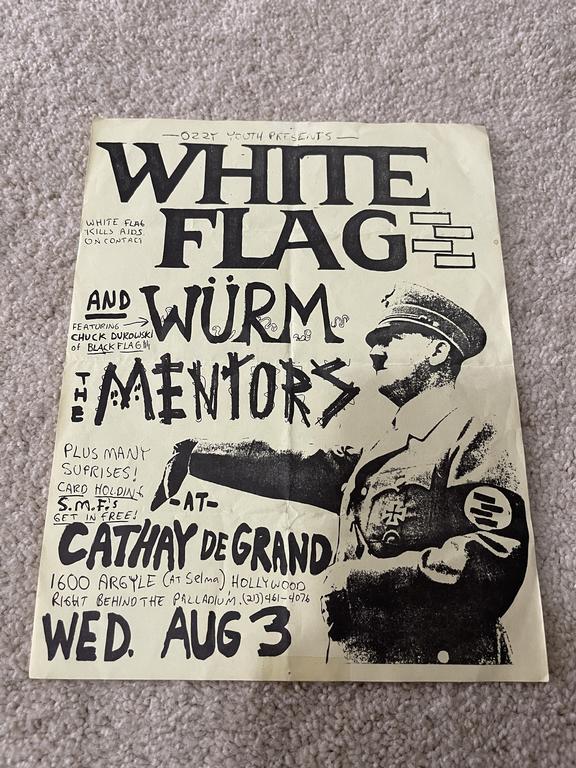 OZZY YOUTH PRESENTS
WHITE
FLAG
WHITE FLAG
KILLS AIDS
ON CONTACT
AND WÜRM
FEATURING
CHUCK DUROWSKI
of BLACK FLAG
THE MENTORS
PLUS MANY
SUPRISES!
CARD HOLDING
S.M.F.'s
GET IN FREE!
-AT-
CATHAY DE GRAND
1600 ARGYLE (AT Selma) HOLLYWOOD
RIGHT BEHIND THE PALLADIUM. (213) 461-4076
WED. AUG 3